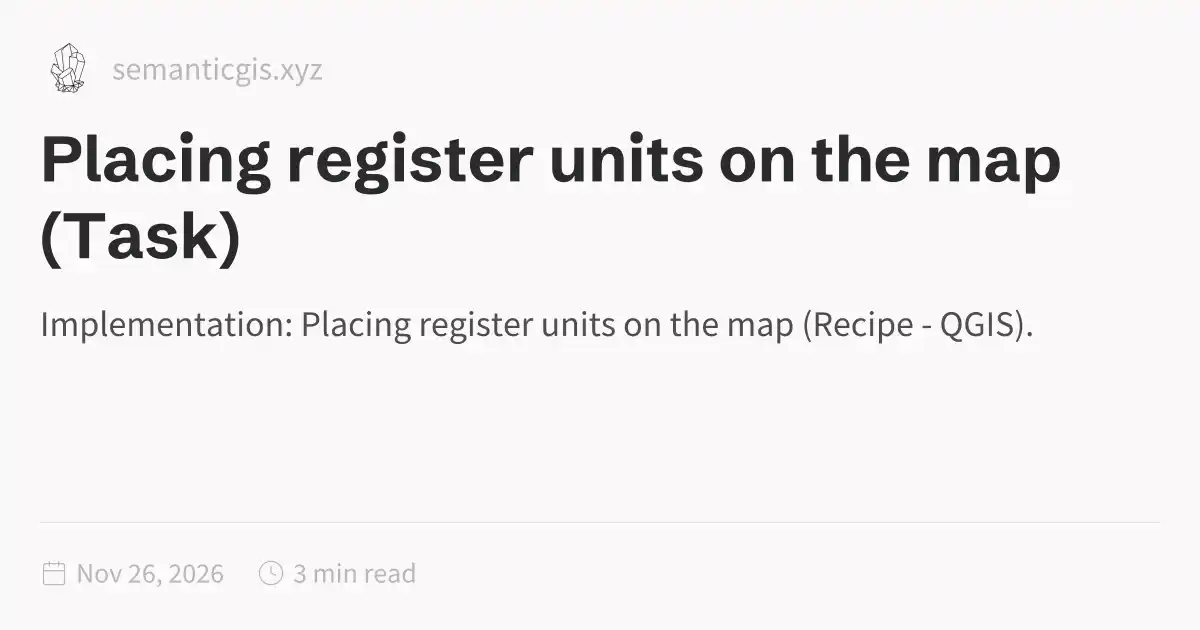 semanticgis.xyz
Placing register units on the map
(Task)
Implementation: Placing register units on the map (Recipe - QGIS).
Nov 26, 2026
3 min read